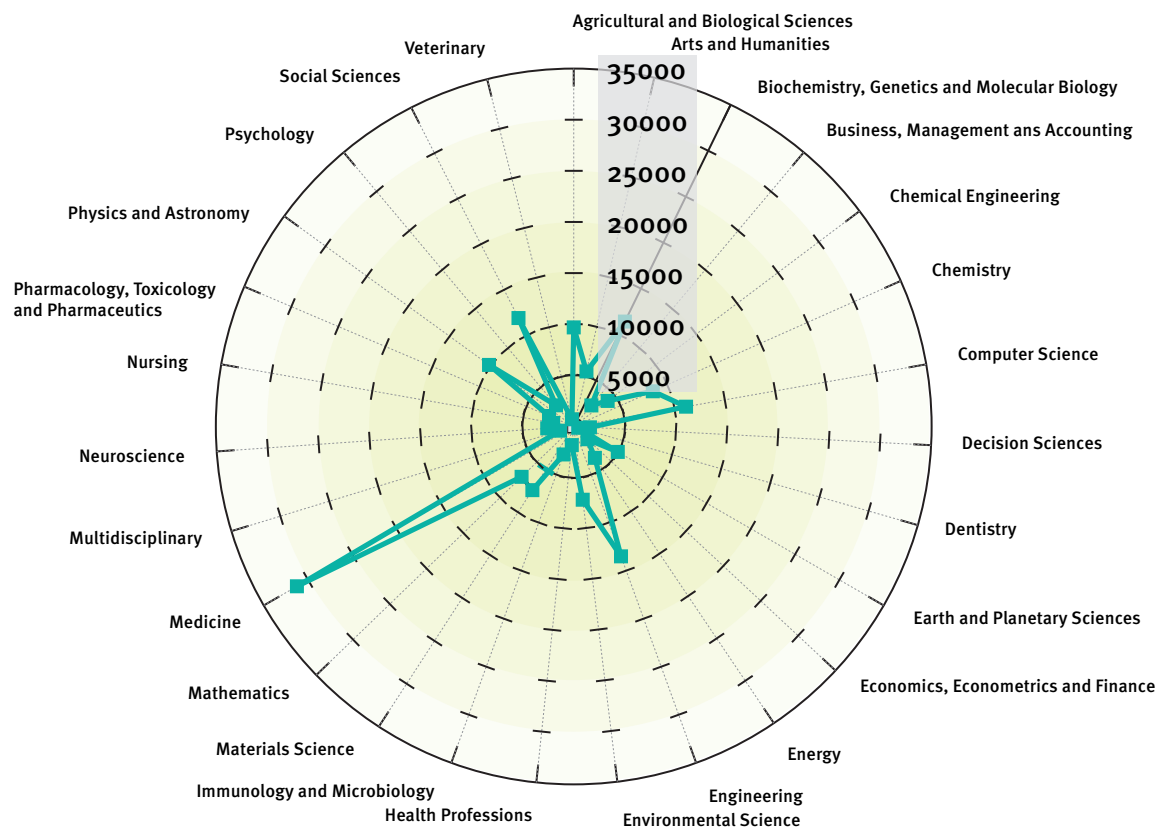 Agricultural and Biological Sciences
Arts and Humanities
Biochemistry, Genetics and Molecular Biology
Business, Management ans Accounting
Chemical Engineering
Chemistry
Computer Science
Decision Sciences
Dentistry
Earth and Planetary Sciences
Economics, Econometrics and Finance
Energy
Engineering
Environmental Science
Health Professions
Immunology and Microbiology
Materials Science
Mathematics
Medicine
Multidisciplinary
Neuroscience
Nursing
Pharmacology, Toxicology
and Pharmaceutics
Physics and Astronomy
Psychology
Social Sciences
Veterinary
35000
30000
25000
20000
15000
10000
5000